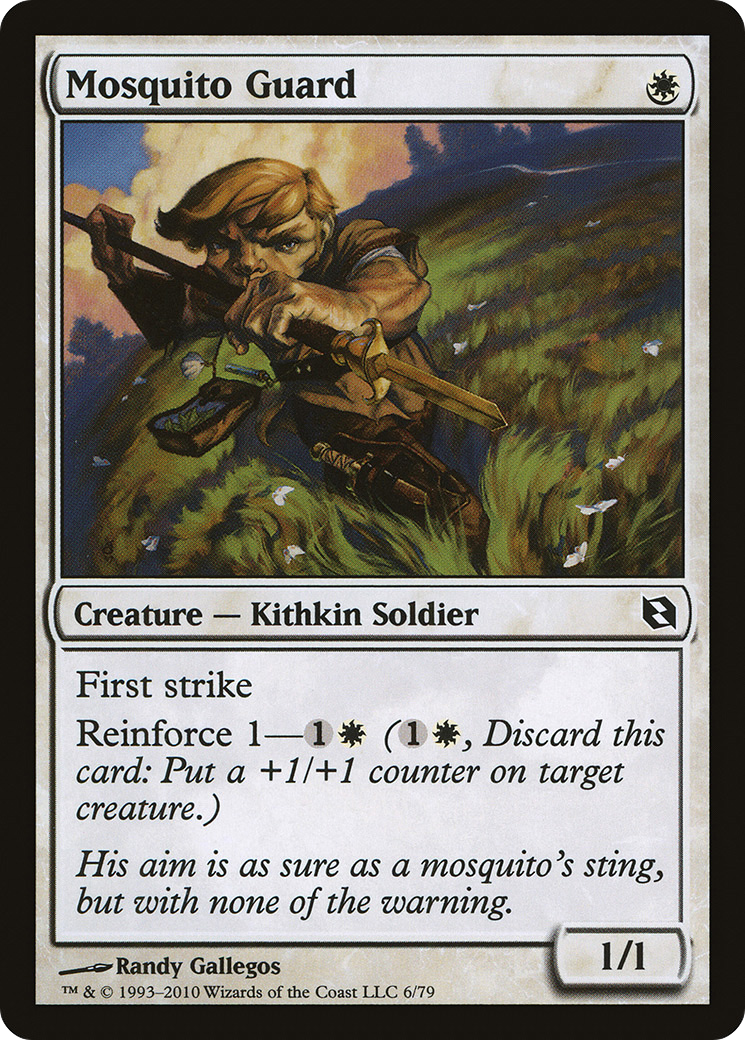 Mosquito Guard
Creature — Kithkin Soldier
First strike
Reinforce 1—1 (1, Discard this
card: Put a +1/+1 counter on target
creature.)
His aim is as sure as a mosquito's sting,
but with none of the warning.
1/1
Randy Gallegos
™ & © 1993–2010 Wizards of the Coast LLC 6/79